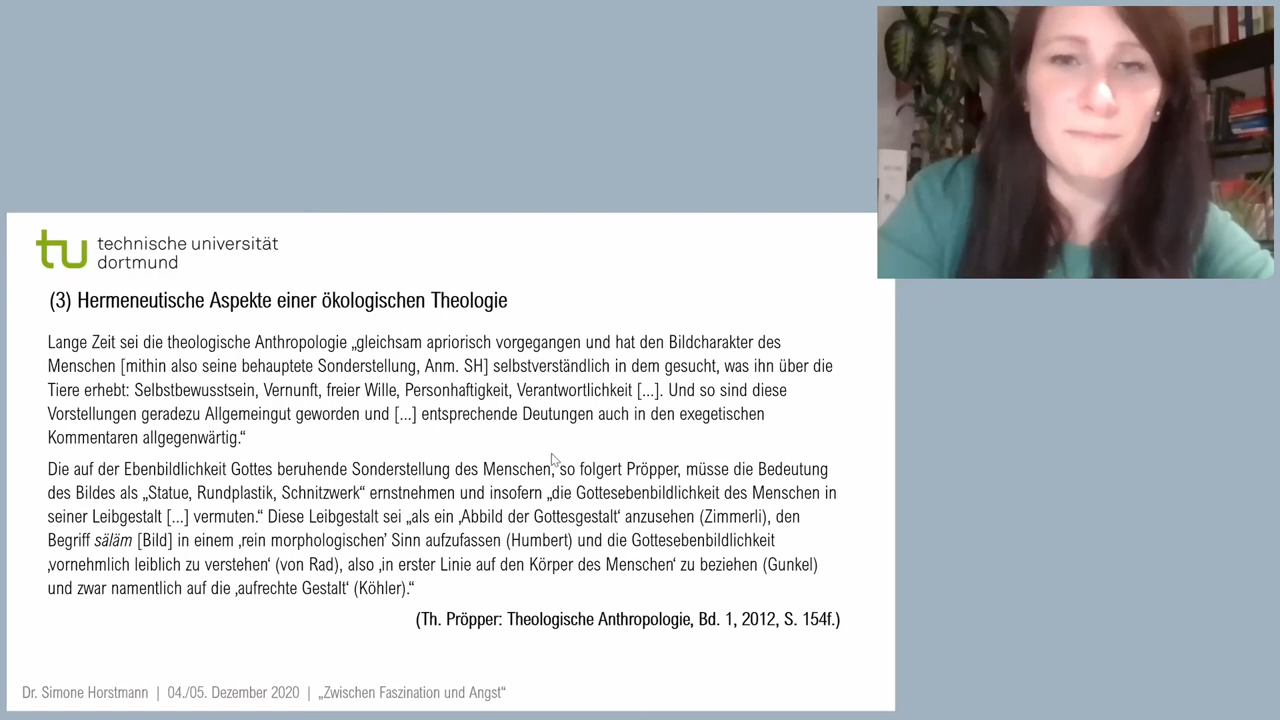 tu technische universität
dortmund
(3) Hermeneutische Aspekte einer ökologischen Theologie
Lange Zeit sei die theologische Anthropologie „gleichsam apriorisch vorgegangen und hat den Bildcharakter des
Menschen [mithin also seine behauptete Sonderstellung, Anm. SH] selbstverständlich in dem gesucht, was ihn über die
Tiere erhebt: Selbstbewusstsein, Vernunft, freier Wille, Personhaftigkeit, Verantwortlichkeit [...]. Und so sind diese
Vorstellungen geradezu Allgemeingut geworden und [...] entsprechende Deutungen auch in den exegetischen
Kommentaren allgegenwärtig.“
Die auf der Ebenbildlichkeit Gottes beruhende Sonderstellung des Menschen, so folgert Pröpper, müsse die Bedeutung
des Bildes als „Statue, Rundplastik, Schnitzwerk“ ernstnehmen und insofern „die Gottesebenbildlichkeit des Menschen in
seiner Leibgestalt [...] vermuten.“ Diese Leibgestalt sei „als ein ‚Abbild der Gottesgestalt‘ anzusehen (Zimmerli), den
Begriff säläm [Bild] in einem ‚rein morphologischen’ Sinn aufzufassen (Humbert) und die Gottesebenbildlichkeit
‚vornehmlich leiblich zu verstehen‘ (von Rad), also ‚in erster Linie auf den Körper des Menschen‘ zu beziehen (Gunkel)
und zwar namentlich auf die ‚aufrechte Gestalt‘ (Köhler).“
(Th. Pröpper: Theologische Anthropologie, Bd. 1, 2012, S. 154f.)
Dr. Simone Horstmann | 04./05. Dezember 2020 | „Zwischen Faszination und Angst“